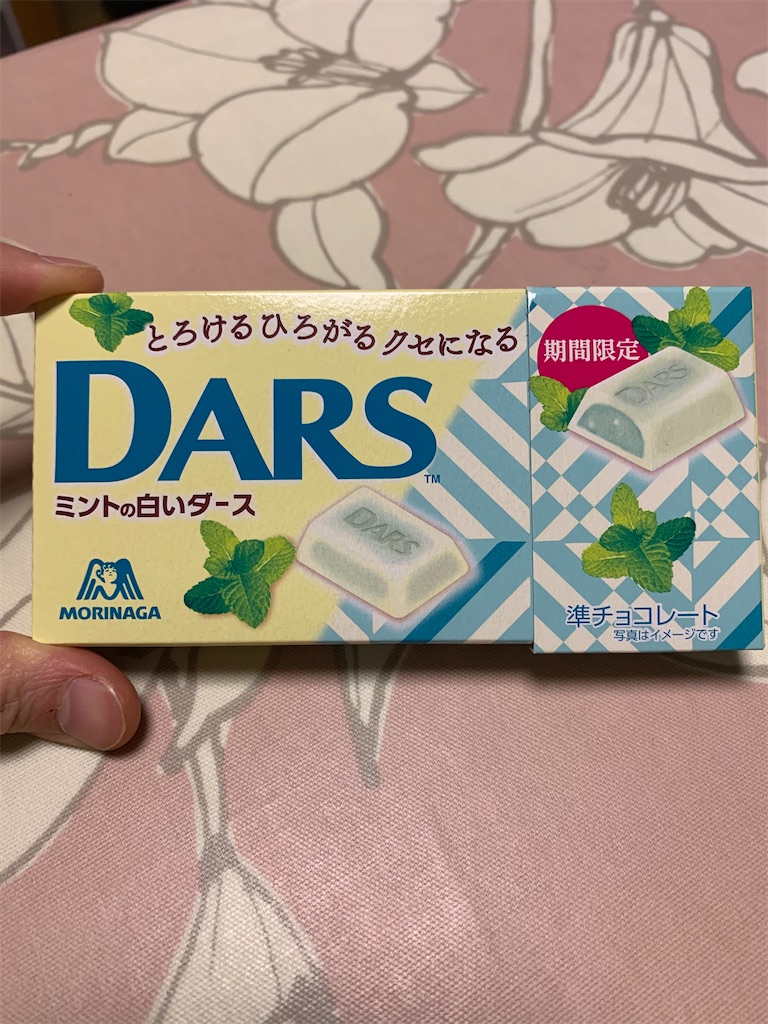 とろけるひろがるクセになる
DARS™
ミントの白いダース
MORINAGA
期間限定
DARS
DARS
準チョコレート
写真はイメージです